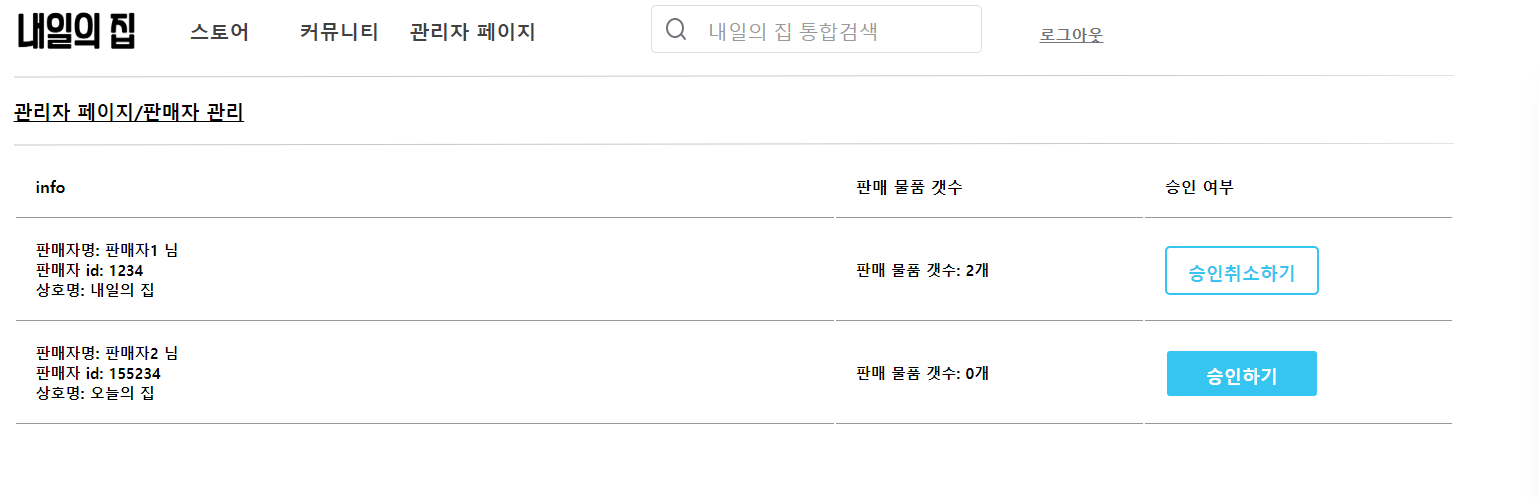 내일의 집
스토어
커뮤니티
관리자 페이지
내일의 집 통합검색
로그아웃
관리자 페이지/판매자 관리
info
판매 물품 갯수
승인 여부
판매자명: 판매자1 님
판매자 id: 1234
상호명: 내일의 집
판매 물품 갯수: 2개
승인취소하기
판매자명: 판매자2 님
판매자 id: 155234
상호명: 오늘의 집
판매 물품 갯수: 0개
승인하기